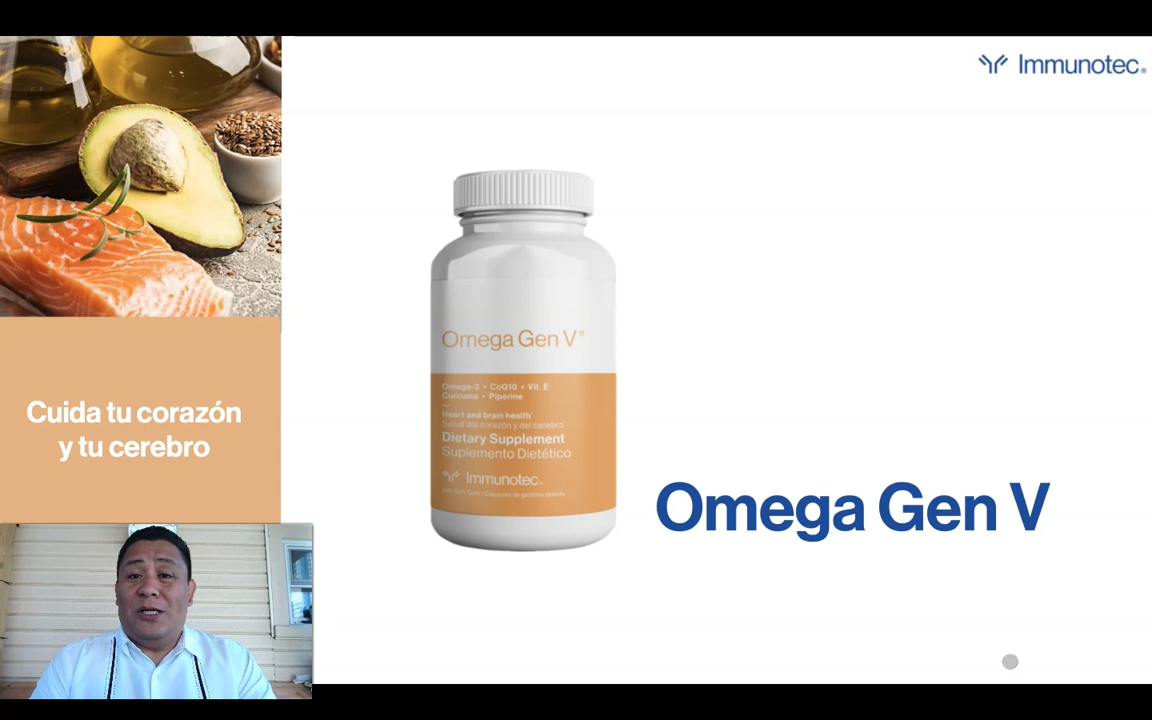 Immunotec®
Omega Gen V®
Omega-3 • CoQ10 • Vit. E
Curcuma • Piperine
Heart and brain health
Salud del corazón y del cerebro
Dietary Supplement
Suplemento Dietético
Immunotec
Cuida tu corazón
y tu cerebro
Omega Gen V